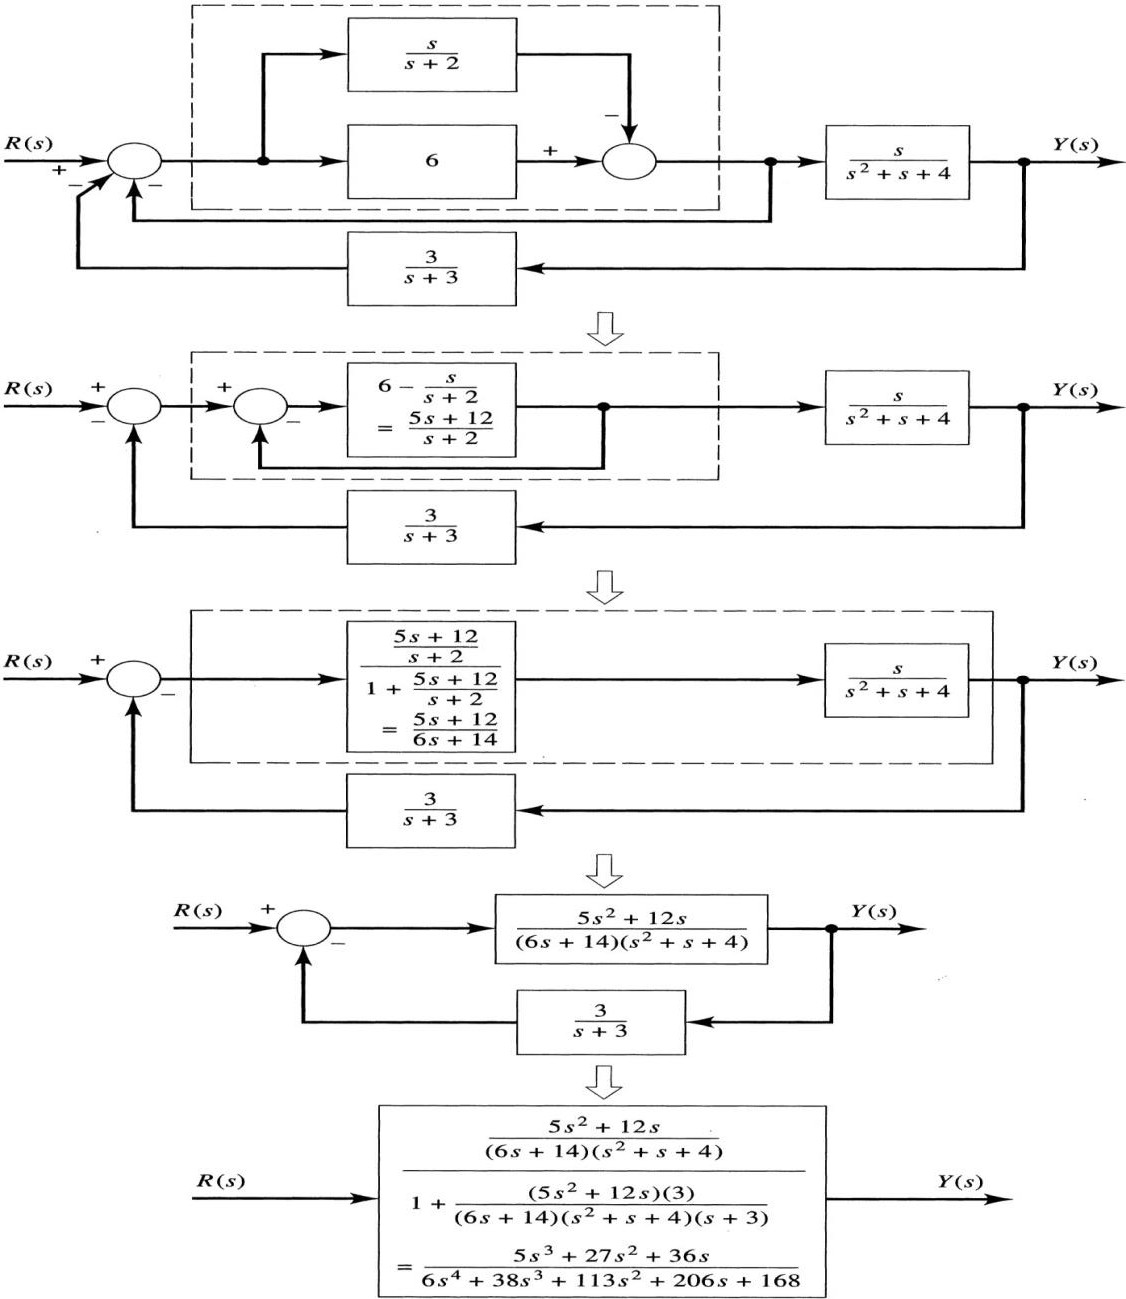 s
s + 2
−
R(s) + − − 6 + s Y(s)
s² + s + 4
3
s + 3
R(s) + − + − 6 − s/(s + 2) s Y(s)
= (5s + 12)/(s + 2) s² + s + 4
3
s + 3
5s + 12
s + 2
R(s) + − 1 + (5s + 12)/(s + 2) s Y(s)
s² + s + 4
= (5s + 12)/(6s + 14)
3
s + 3
R(s) + − 5s² + 12s Y(s)
(6s + 14)(s² + s + 4)
3
s + 3
5s² + 12s
(6s + 14)(s² + s + 4)
R(s) Y(s)
1 + (5s² + 12s)(3)
(6s + 14)(s² + s + 4)(s + 3)
= 5s³ + 27s² + 36s
6s⁴ + 38s³ + 113s² + 206s + 168